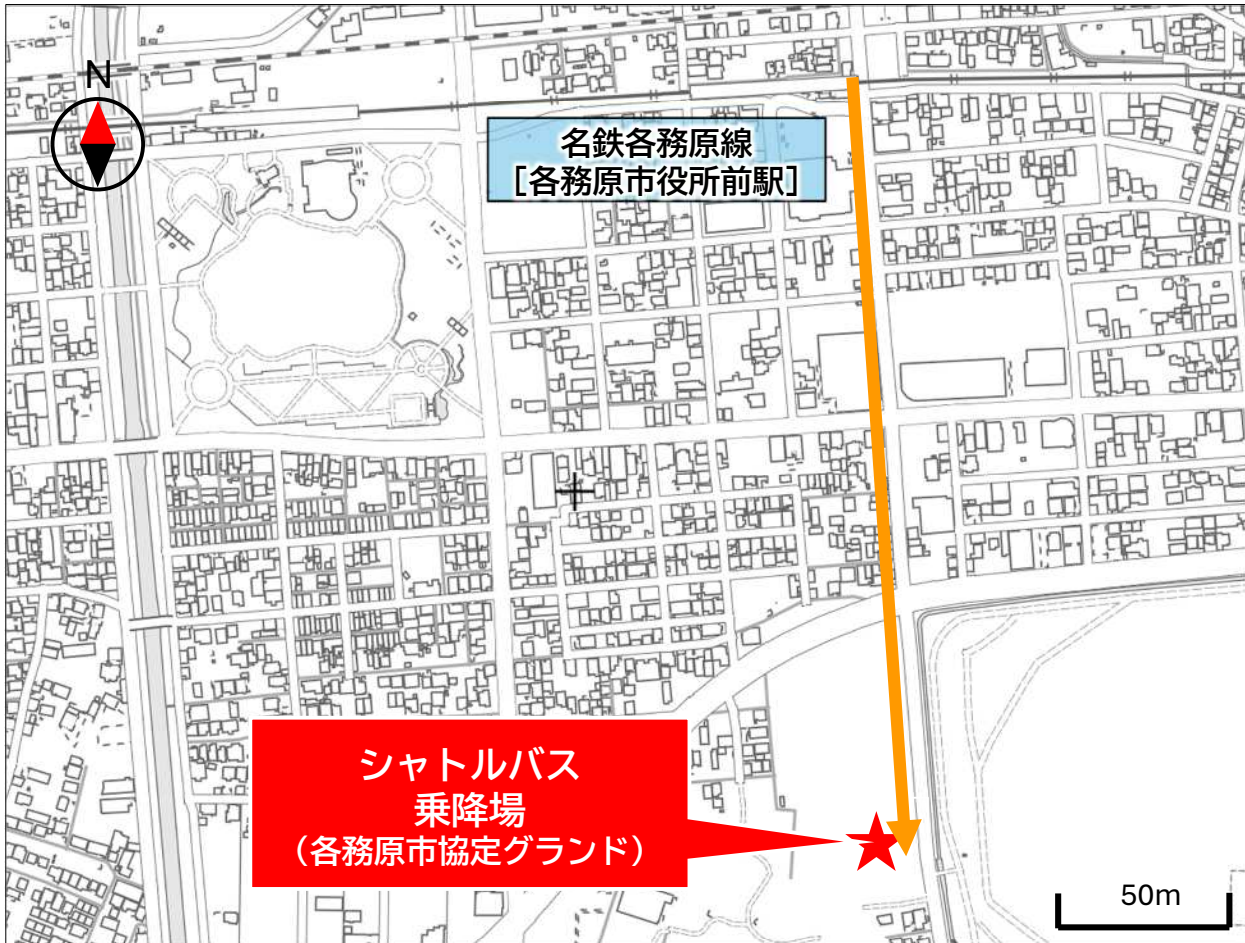 N
名鉄各務原線
［各務原市役所前駅］
シャトルバス
乗降場
（各務原市協定グランド）
50m